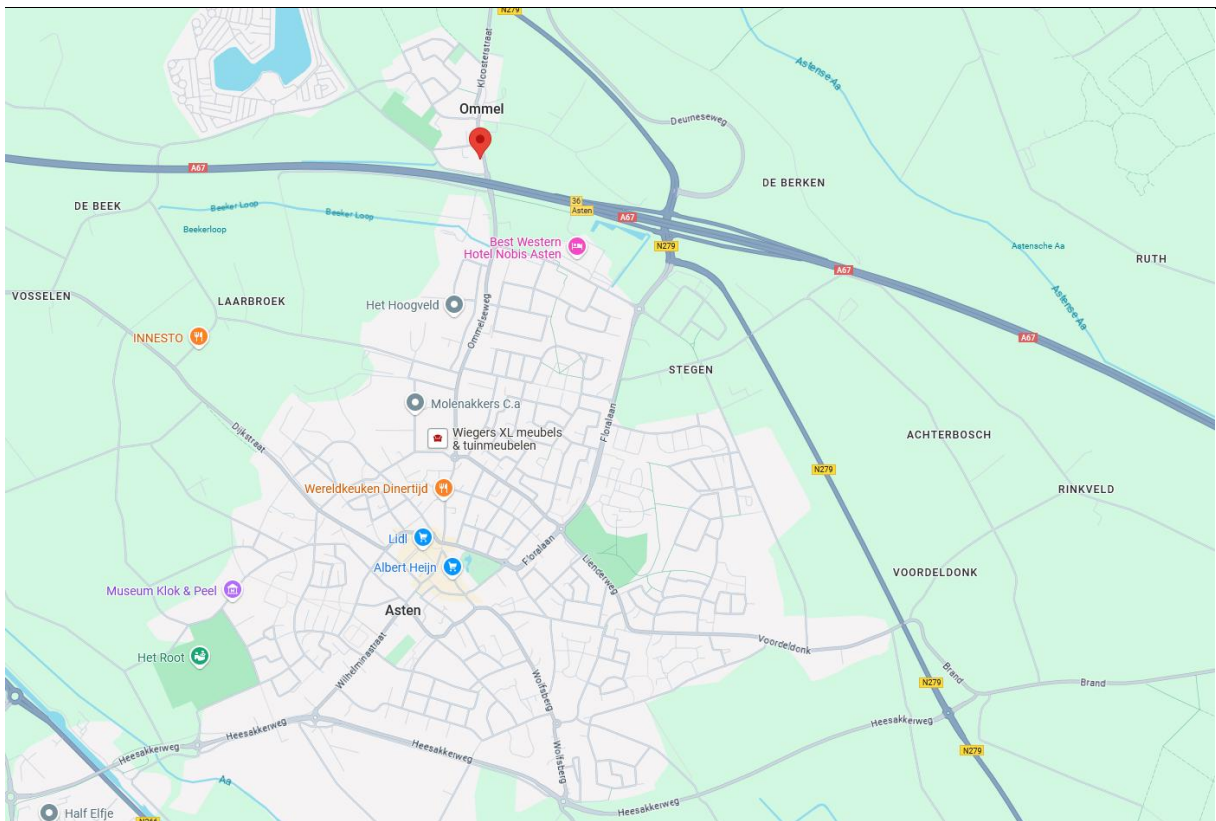 N279
Kloosterstraat
Ommel
Astense Aa
Deurneseweg
A67
DE BERKEN
DE BEEK
Beeker Loop
Beeker Loop
Beekerloop
36
Asten
A67
N279
Best Western
Hotel Nobis Asten
Astensche Aa
RUTH
A67
VOSSELEN
LAARBROEK
Het Hoogveld
Ommelseweg
Astense Aa
INNESTO
A67
STEGEN
Molenakkers C.a
Floralaan
Dijkstraat
Wiegers XL meubels
& tuinmeubelen
ACHTERBOSCH
N279
Wereldkeuken Dinertijd
RINKVELD
Lidl
Floralaan
Albert Heijn
Lienderweg
VOORDELDONK
Museum Klok & Peel
Asten
Voordeldonk
Het Root
Wilhelminastraat
Wolfsberg
Brand
Brand
N279
Heesakkerweg
Heesakkerweg
Heesakkerweg
Heesakkerweg
Wolfsberg
N279
Aa
Heesakkerweg
Half Elfje